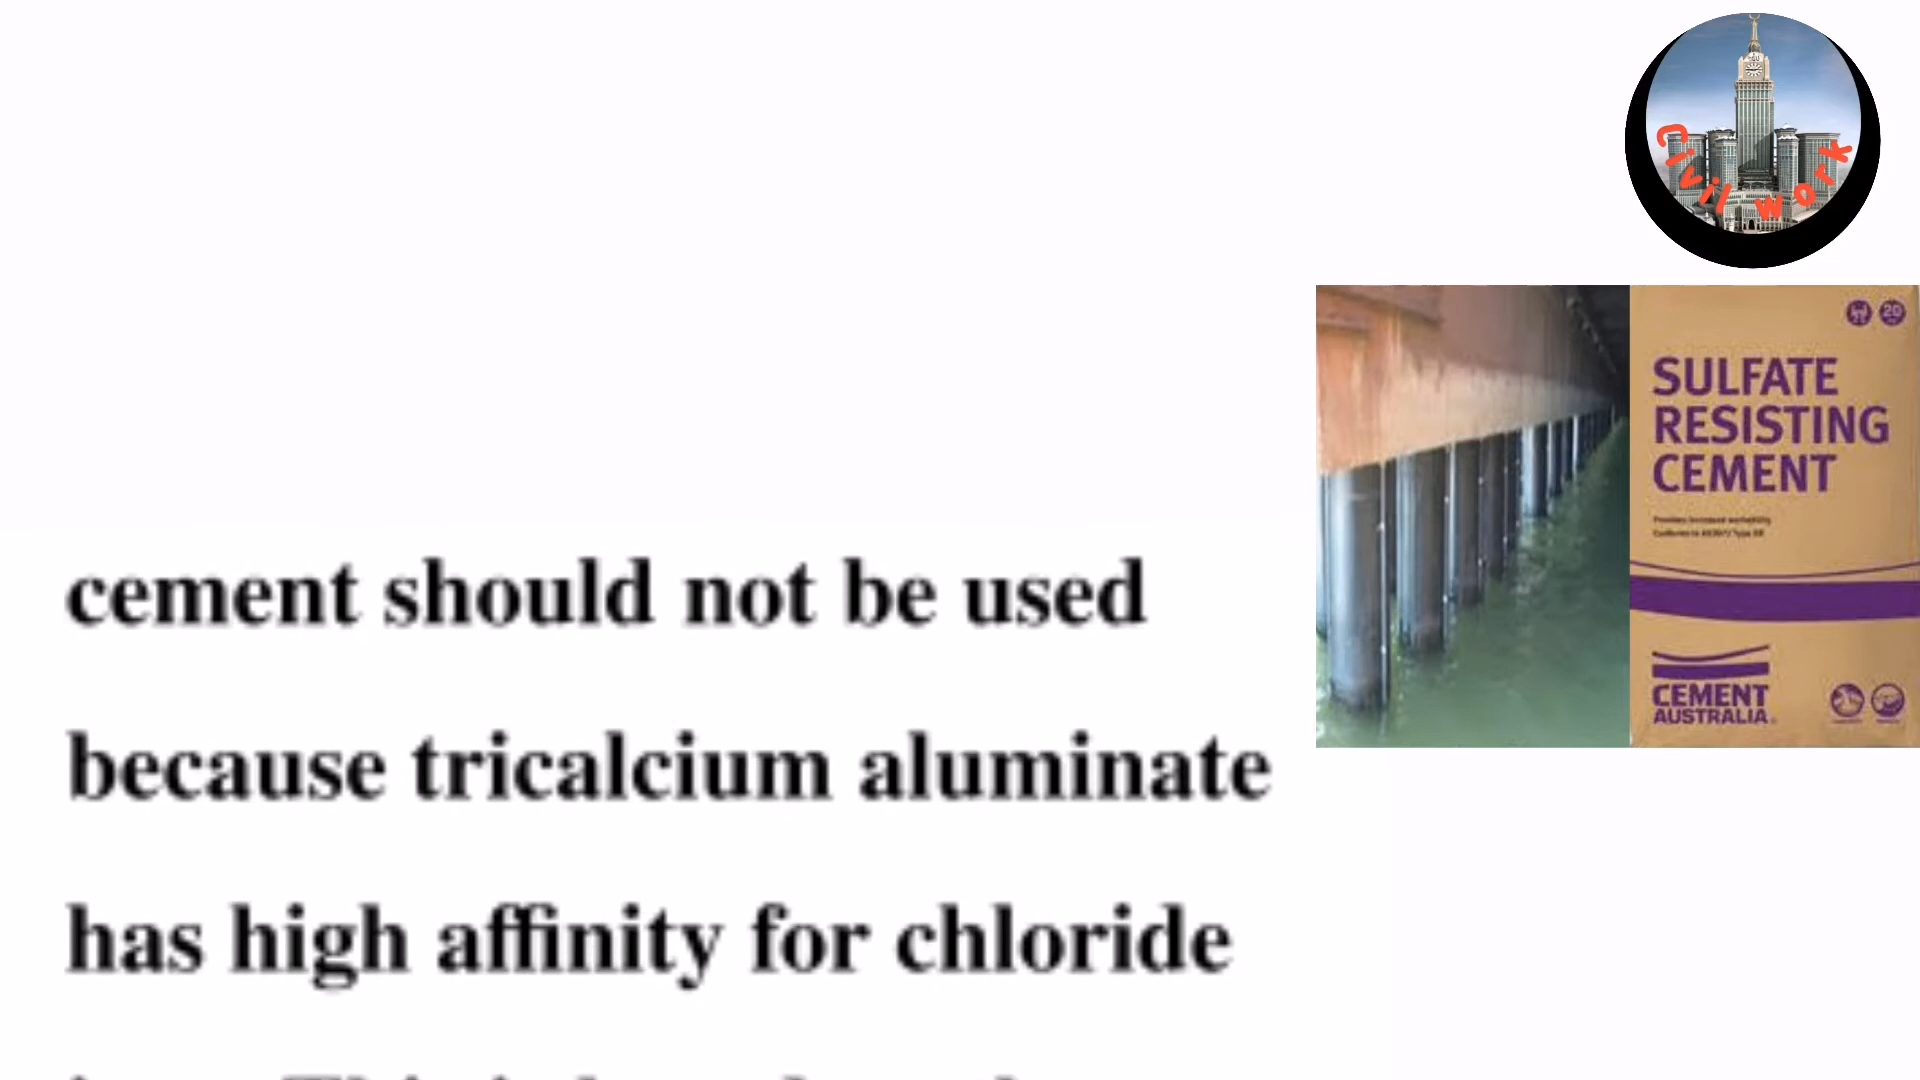 Civil work
20
SULFATE
RESISTING
CEMENT
CEMENT
AUSTRALIA
cement should not be used
because tricalcium aluminate
has high affinity for chloride